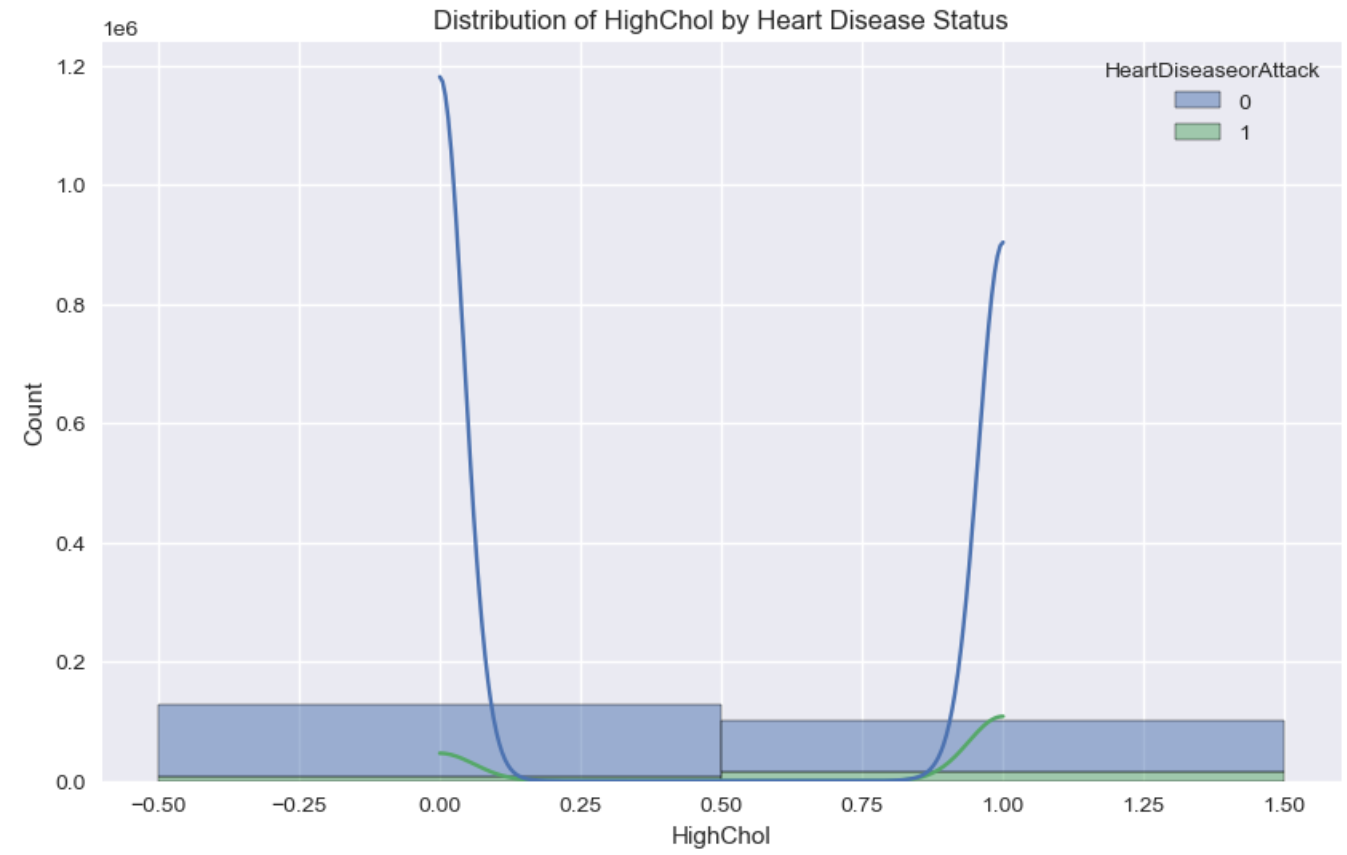 Distribution of HighChol by Heart Disease Status
1e6
HeartDiseaseorAttack
0
1
1.2
1.0
0.8
0.6
0.4
0.2
0.0
Count
−0.50 −0.25 0.00 0.25 0.50 0.75 1.00 1.25 1.50
HighChol